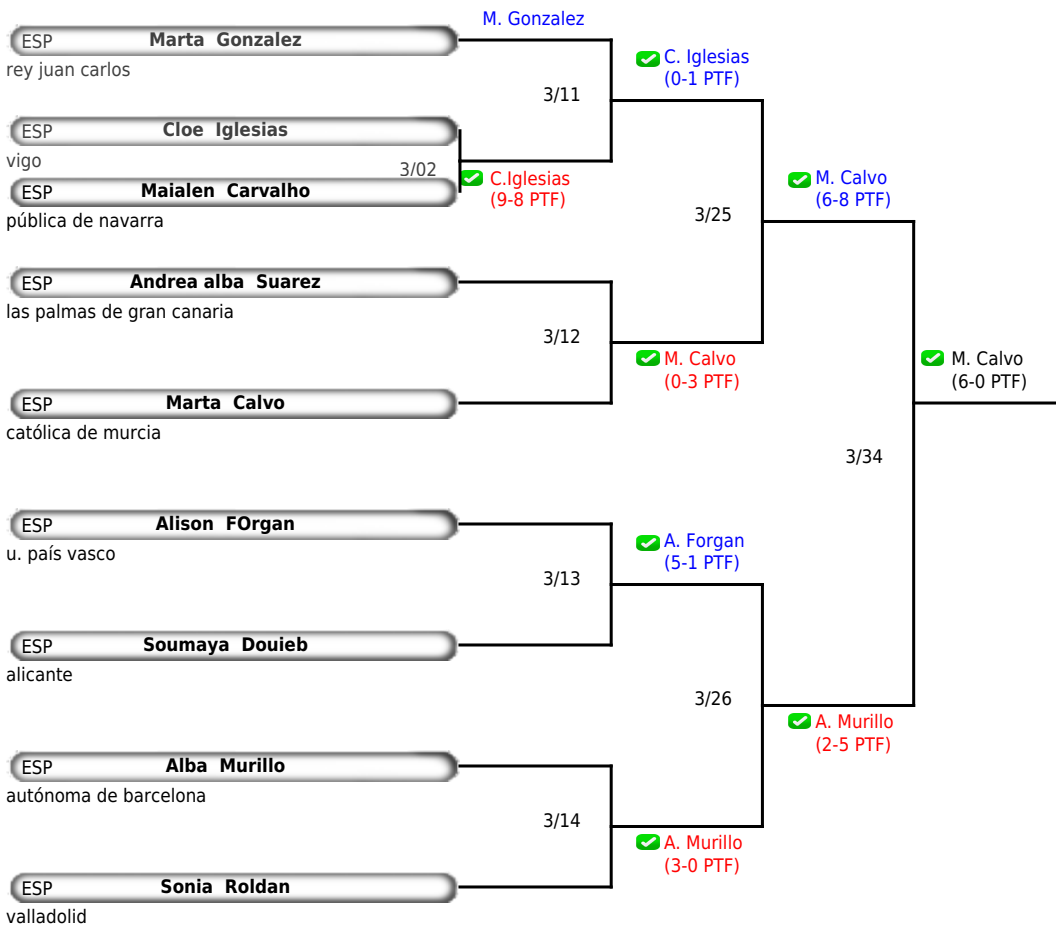 M. Gonzalez
ESP Marta Gonzalez
rey juan carlos
C. Iglesias
(0-1 PTF)
3/11
ESP Cloe Iglesias
vigo
3/02
C.Iglesias
(9-8 PTF)
M. Calvo
(6-8 PTF)
ESP Maialen Carvalho
pública de navarra
3/25
ESP Andrea alba Suarez
las palmas de gran canaria
3/12
M. Calvo
(0-3 PTF)
M. Calvo
(6-0 PTF)
ESP Marta Calvo
católica de murcia
3/34
ESP Alison FOrgan
u. país vasco
A. Forgan
(5-1 PTF)
3/13
ESP Soumaya Douieb
alicante
3/26
A. Murillo
(2-5 PTF)
ESP Alba Murillo
autónoma de barcelona
3/14
A. Murillo
(3-0 PTF)
ESP Sonia Roldan
valladolid